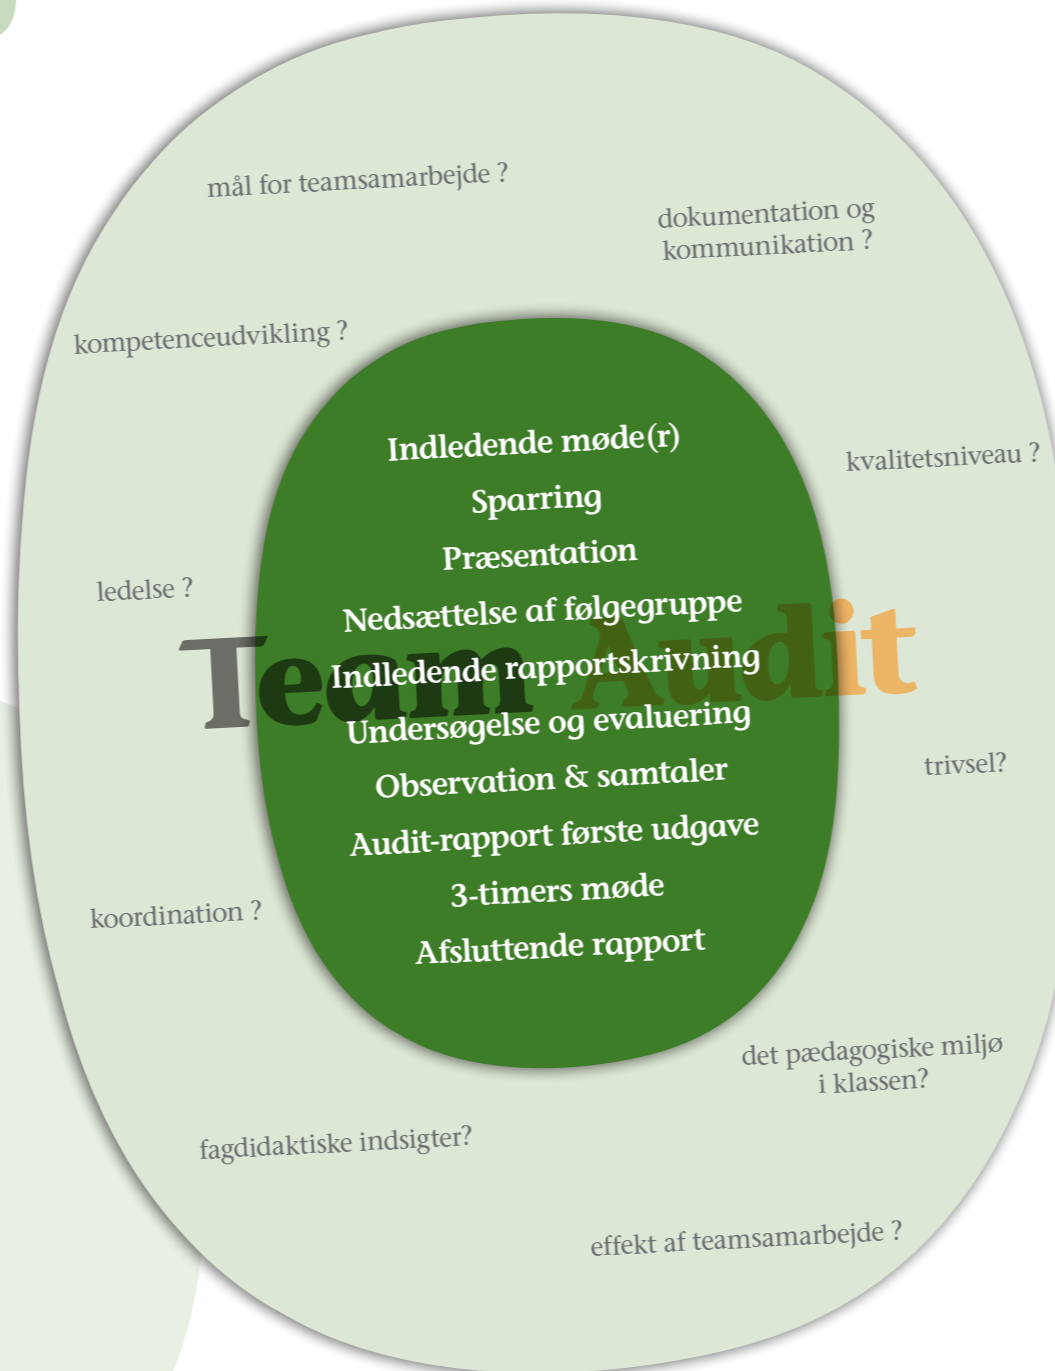 mål for teamsamarbejde ?
dokumentation og
kommunikation ?
kompetenceudvikling ?
Indledende møde(r)
kvalitetsniveau ?
Sparring
Præsentation
ledelse ?
Nedsættelse af følgegruppe
Team Audit
Indledende rapportskrivning
Undersøgelse og evaluering
trivsel?
Observation & samtaler
Audit-rapport første udgave
3-timers møde
koordination ?
Afsluttende rapport
det pædagogiske miljø
i klassen?
fagdidaktiske indsigter?
effekt af teamsamarbejde ?